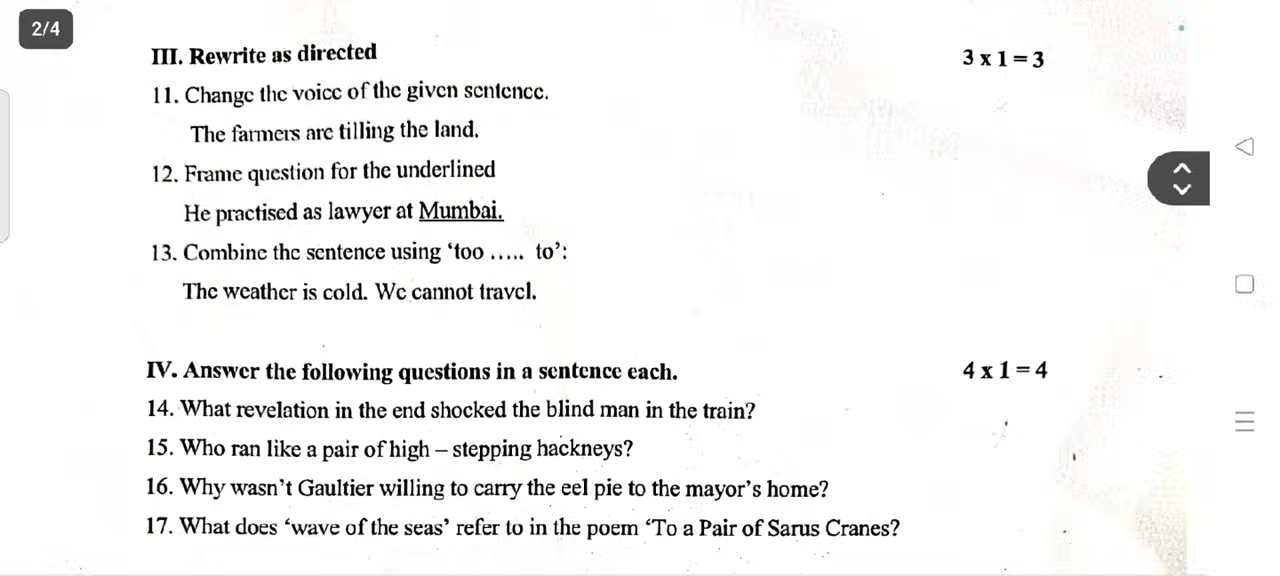 2/4
III. Rewrite as directed 3 x 1 = 3
11. Change the voice of the given sentence.
The farmers are tilling the land.
12. Frame question for the underlined
He practised as lawyer at Mumbai.
13. Combine the sentence using ‘too ..... to’:
The weather is cold. We cannot travel.
IV. Answer the following questions in a sentence each. 4 x 1 = 4
14. What revelation in the end shocked the blind man in the train?
15. Who ran like a pair of high – stepping hackneys?
16. Why wasn’t Gaultier willing to carry the eel pie to the mayor’s home?
17. What does ‘wave of the seas’ refer to in the poem ‘To a Pair of Sarus Cranes?